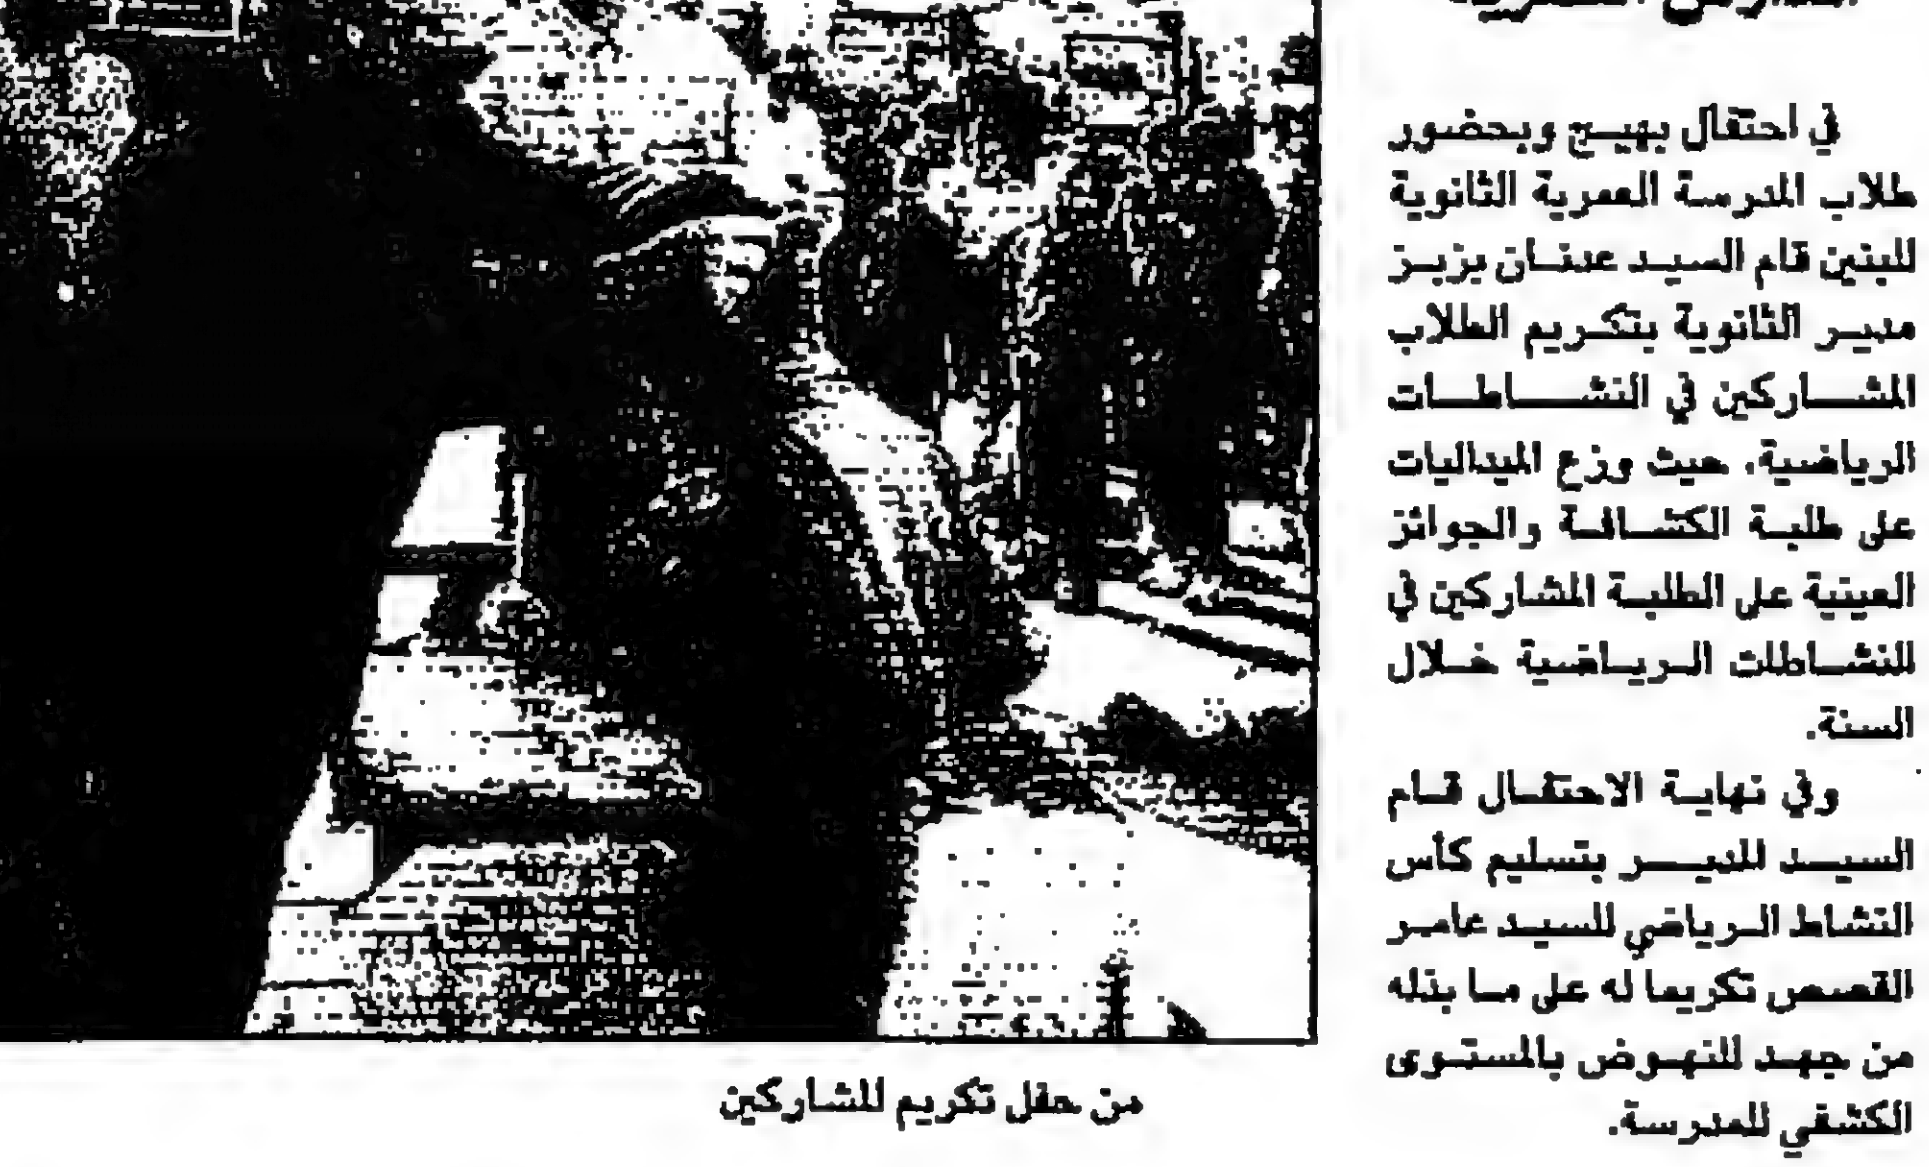 في احتفال بهيج وبحضور
طلاب المدرسة العمرية الثانوية
للبنين قام السيد عدنان بزبز
مدير الثانوية بتكريم الطلاب
المشاركين في النشاطات
الرياضية. حيث وزع الميداليات
على طلبة الكشافة والجوائز
العينية على الطلبة المشاركين في
للنشاطات الرياضية خلال
السنة.
وفي نهاية الاحتفال قام
السيد المدير بتسليم كأس
النشاط الرياضي للسيد عامر
القصص تكريما له على ما بذله
من جهد للنهوض بالمستوى
الكشفي للمدرسة.
من حفل تكريم المشاركين